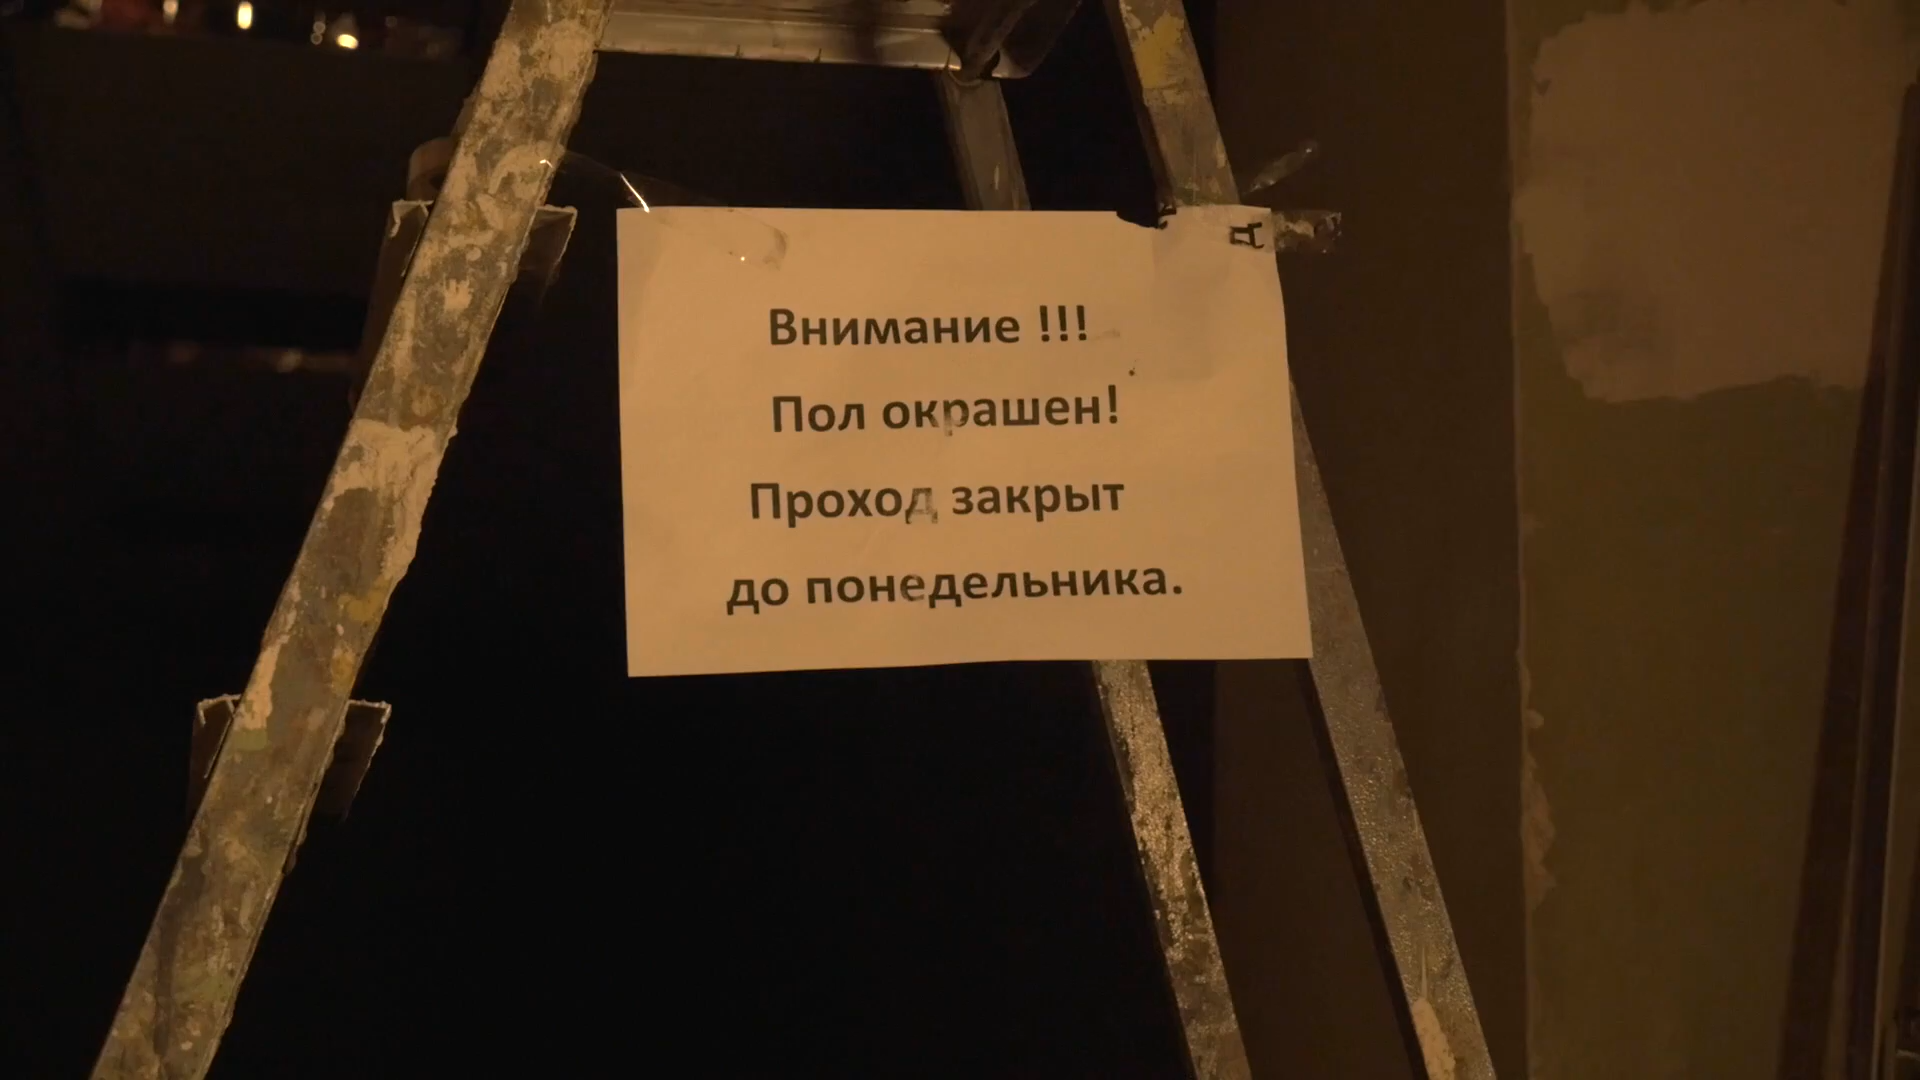 Внимание !!!
Пол окрашен!
Проход закрыт
до понедельника.